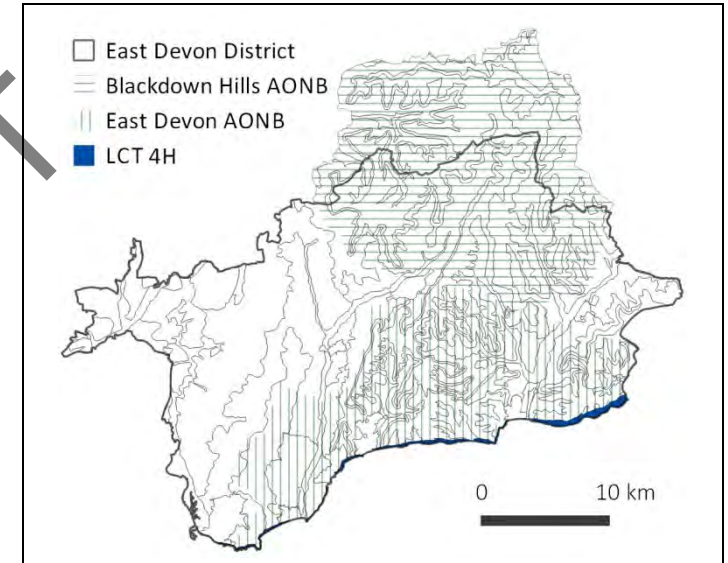 East Devon District
Blackdown Hills AONB
East Devon AONB
LCT 4H
0 10 km